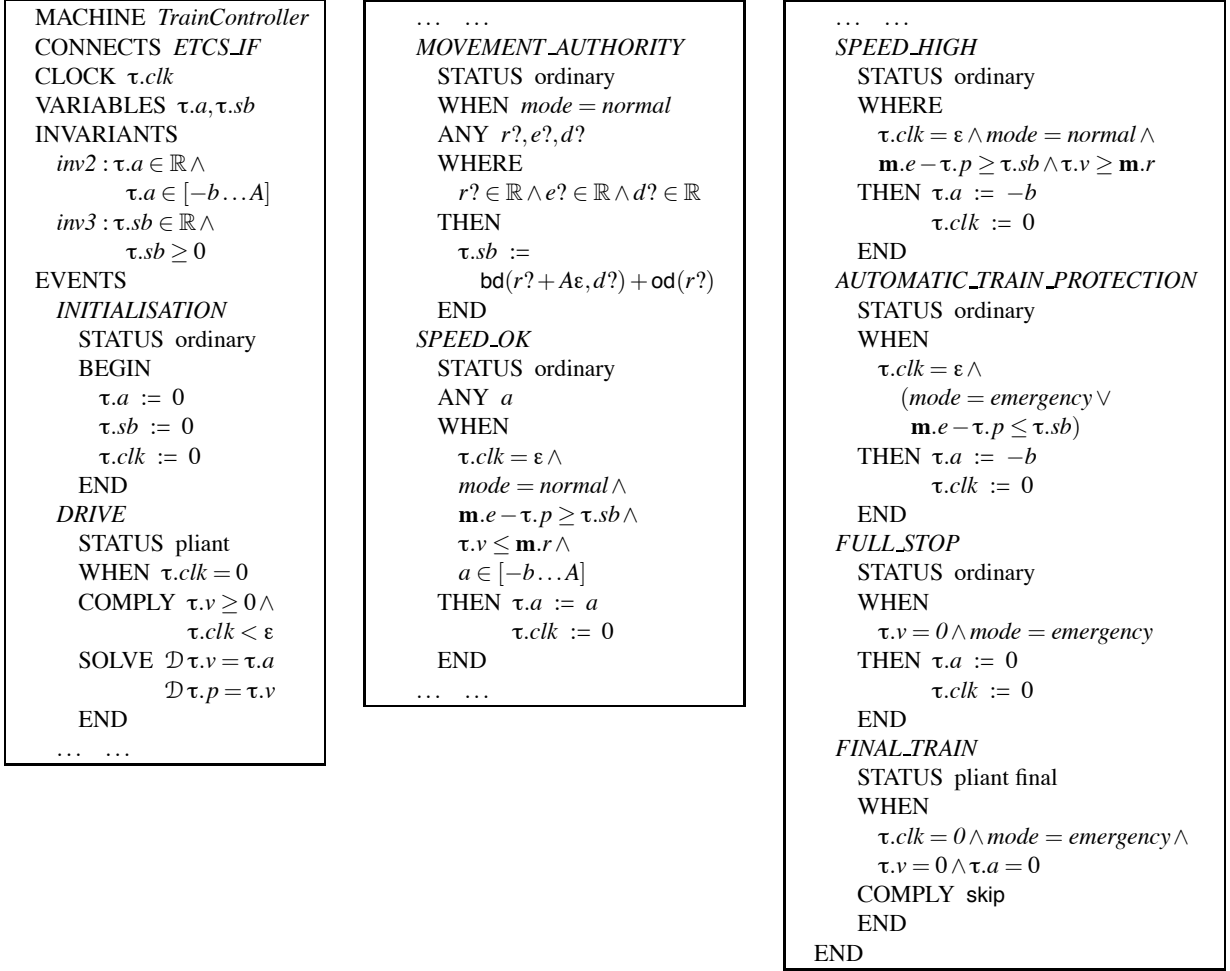 MACHINE TrainController
CONNECTS ETCS_IF
CLOCK τ.clk
VARIABLES τ.a,τ.sb
INVARIANTS
inv2 : τ.a ∈ ℝ ∧
τ.a ∈ [−b…A]
inv3 : τ.sb ∈ ℝ ∧
τ.sb ≥ 0
EVENTS
INITIALISATION
STATUS ordinary
BEGIN
τ.a := 0
τ.sb := 0
τ.clk := 0
END
DRIVE
STATUS pliant
WHEN τ.clk = 0
COMPLY τ.v ≥ 0 ∧
τ.clk < ε
SOLVE 𝒟 τ.v = τ.a
𝒟 τ.p = τ.v
END
… …
… …
MOVEMENT_AUTHORITY
STATUS ordinary
WHEN mode = normal
ANY r?,e?,d?
WHERE
r? ∈ ℝ ∧ e? ∈ ℝ ∧ d? ∈ ℝ
THEN
τ.sb :=
bd(r? + Aε,d?) + od(r?)
END
SPEED_OK
STATUS ordinary
ANY a
WHEN
τ.clk = ε ∧
mode = normal ∧
m.e − τ.p ≥ τ.sb ∧
τ.v ≤ m.r ∧
a ∈ [−b…A]
THEN τ.a := a
τ.clk := 0
END
… …
… …
SPEED_HIGH
STATUS ordinary
WHERE
τ.clk = ε ∧ mode = normal ∧
m.e − τ.p ≥ τ.sb ∧ τ.v ≥ m.r
THEN τ.a := −b
τ.clk := 0
END
AUTOMATIC_TRAIN_PROTECTION
STATUS ordinary
WHEN
τ.clk = ε ∧
(mode = emergency ∨
m.e − τ.p ≤ τ.sb)
THEN τ.a := −b
τ.clk := 0
END
FULL_STOP
STATUS ordinary
WHEN
τ.v = 0 ∧ mode = emergency
THEN τ.a := 0
τ.clk := 0
END
FINAL_TRAIN
STATUS pliant final
WHEN
τ.clk = 0 ∧ mode = emergency ∧
τ.v = 0 ∧ τ.a = 0
COMPLY skip
END
END